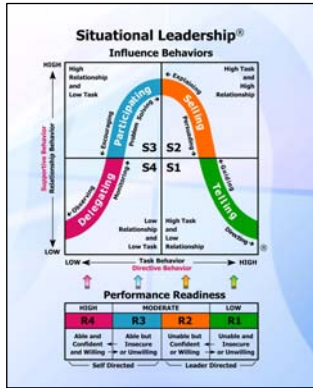 Situational Leadership®
Influence Behaviors
HIGH
High Relationship and Low Task
High Task and High Relationship
Supportive Behavior
Relationship Behavior
Encouraging
Participating
Problem Solving
Explaining
Selling
Persuading
S3
S2
S4
S1
Observing
Delegating
Monitoring
Guiding
Telling
Directing
Low Relationship and Low Task
High Task and Low Relationship
®
LOW
LOW
Task Behavior
HIGH
Directive Behavior
Performance Readiness
HIGH
MODERATE
LOW
R4
R3
R2
R1
Able and Confident and Willing
Able but Insecure or Unwilling
Unable but Confident or Willing
Unable and Insecure or Unwilling
Self Directed
Leader Directed